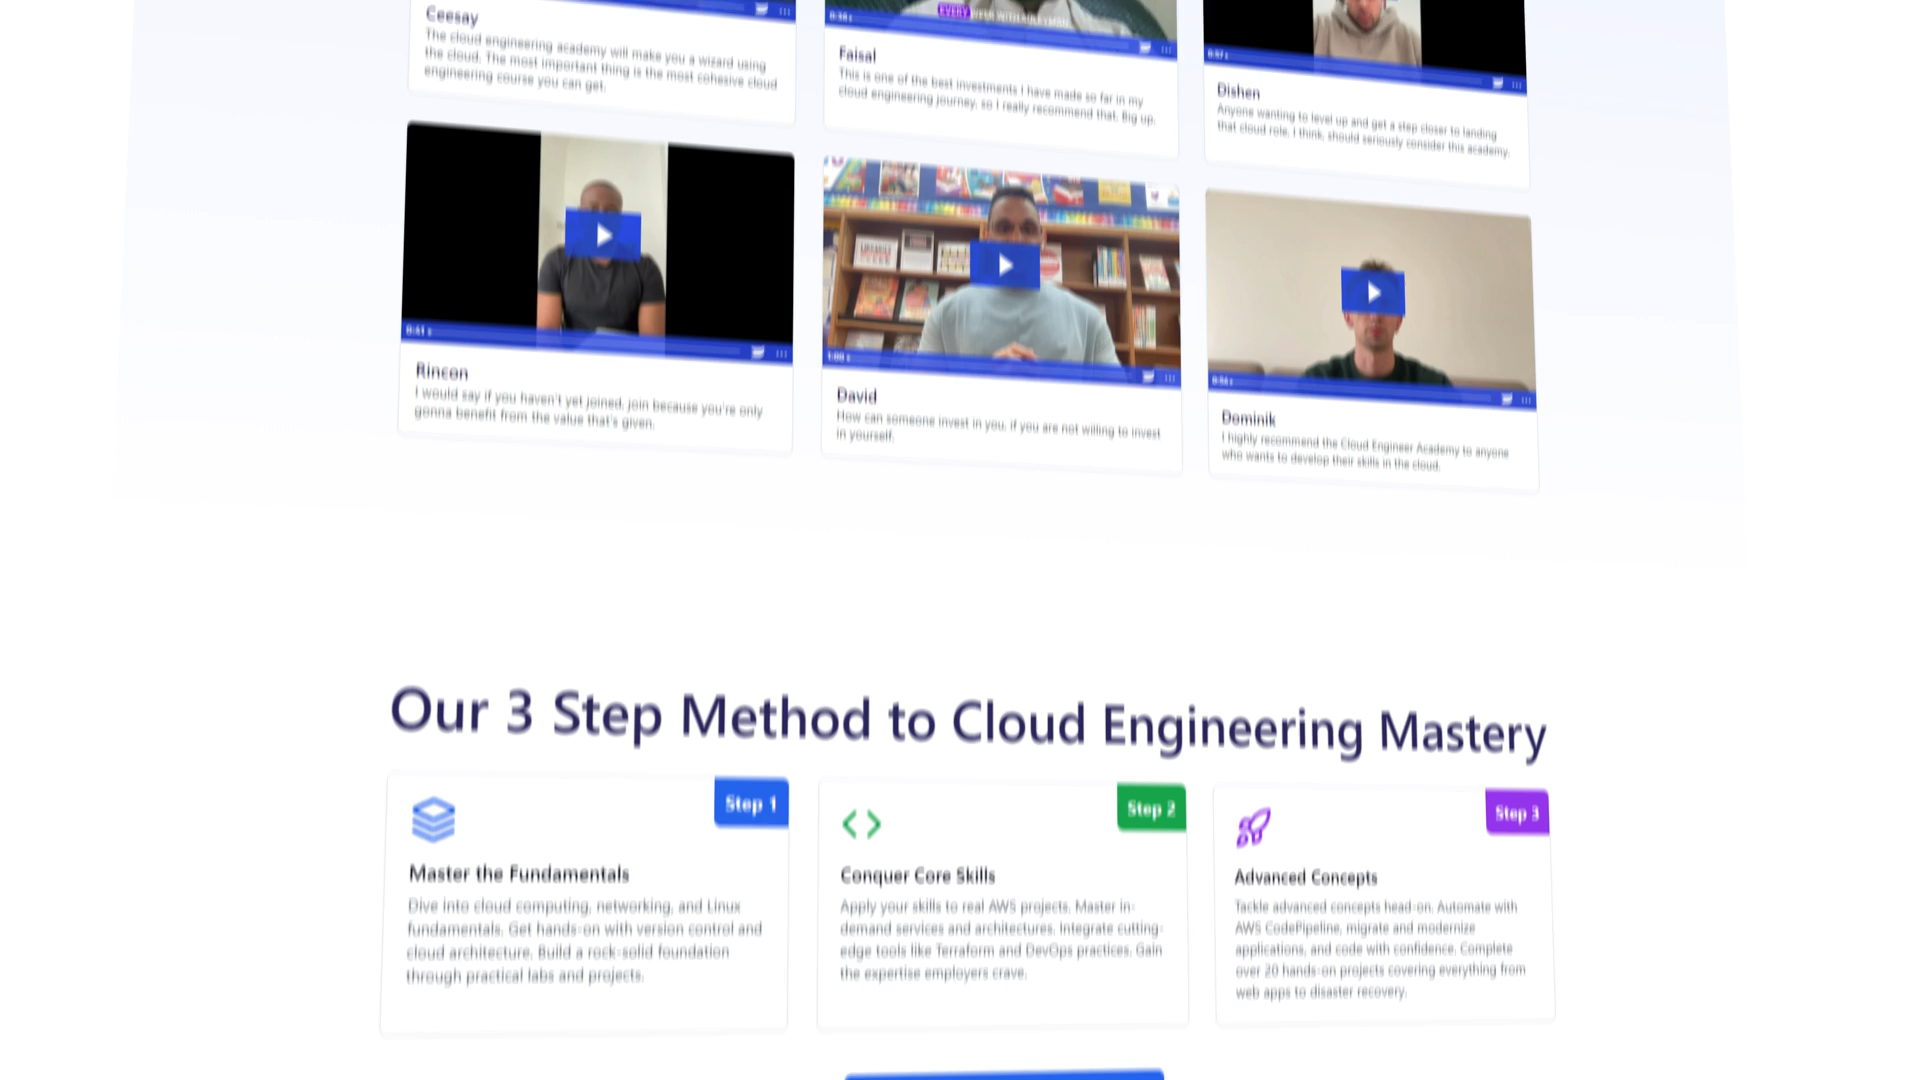 Ceesay
The cloud engineering academy will make you a wizard using
the cloud. The most important thing is the most cohesive cloud
engineering course you can get.
EVERY
0:38
Faisal
This is one of the best investments I have made so far in my
cloud engineering journey, so I really recommend that. Big up.
0:57
Dishen
Anyone wanting to level up and get a step closer to landing
that cloud role, I think, should seriously consider this academy.
0:41
Rincon
I would say if you haven't yet joined, join because you're only
gonna benefit from the value that's given.
1:00
David
How can someone invest in you, if you are not willing to invest
in yourself.
Dominik
I highly recommend the Cloud Engineer Academy to anyone
who wants to develop their skills in the cloud.
Our 3 Step Method to Cloud Engineering Mastery
Step 1
Master the Fundamentals
Dive into cloud computing, networking, and Linux
fundamentals. Get hands-on with version control and
cloud architecture. Build a rock-solid foundation
through practical labs and projects.
Step 2
Conquer Core Skills
Apply your skills to real AWS projects. Master in-
demand services and architectures. Integrate cutting-
edge tools like Terraform and DevOps practices. Gain
the expertise employers crave.
Step 3
Advanced Concepts
Tackle advanced concepts head-on. Automate with
AWS CodePipeline, migrate and modernize
applications, and code with confidence. Complete
over 20 hands-on projects covering everything from
web apps to disaster recovery.